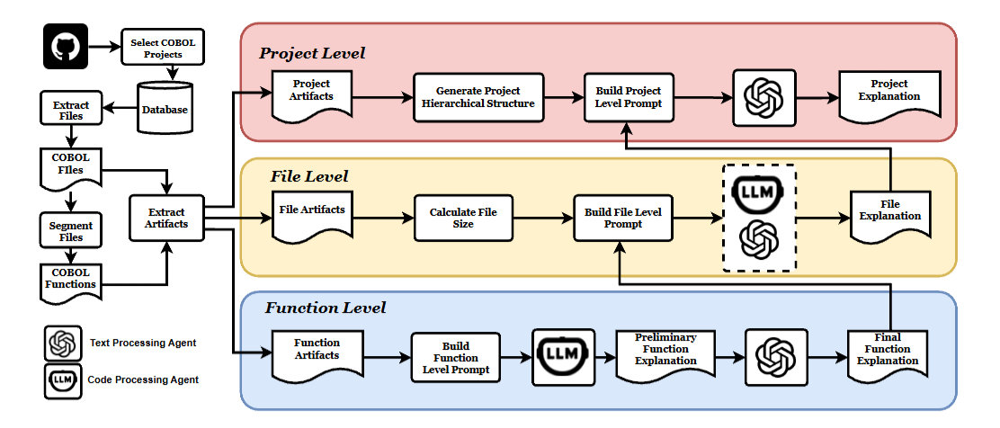 Select COBOL
Projects
Database
Extract
Files
COBOL
FIles
Segment
Files
COBOL
Functions
Extract
Artifacts
Text Processing Agent
LLM
Code Processing Agent
Project Level
Project
Artifacts
Generate Project
Hierarchical Structure
Build Project
Level Prompt
Project
Explanation
File Level
File Artifacts
Calculate File
Size
Build File Level
Prompt
LLM
File
Explanation
Function Level
Function
Artifacts
Build
Function
Level Prompt
LLM
Preliminary
Function
Explanation
Final
Function
Explanation